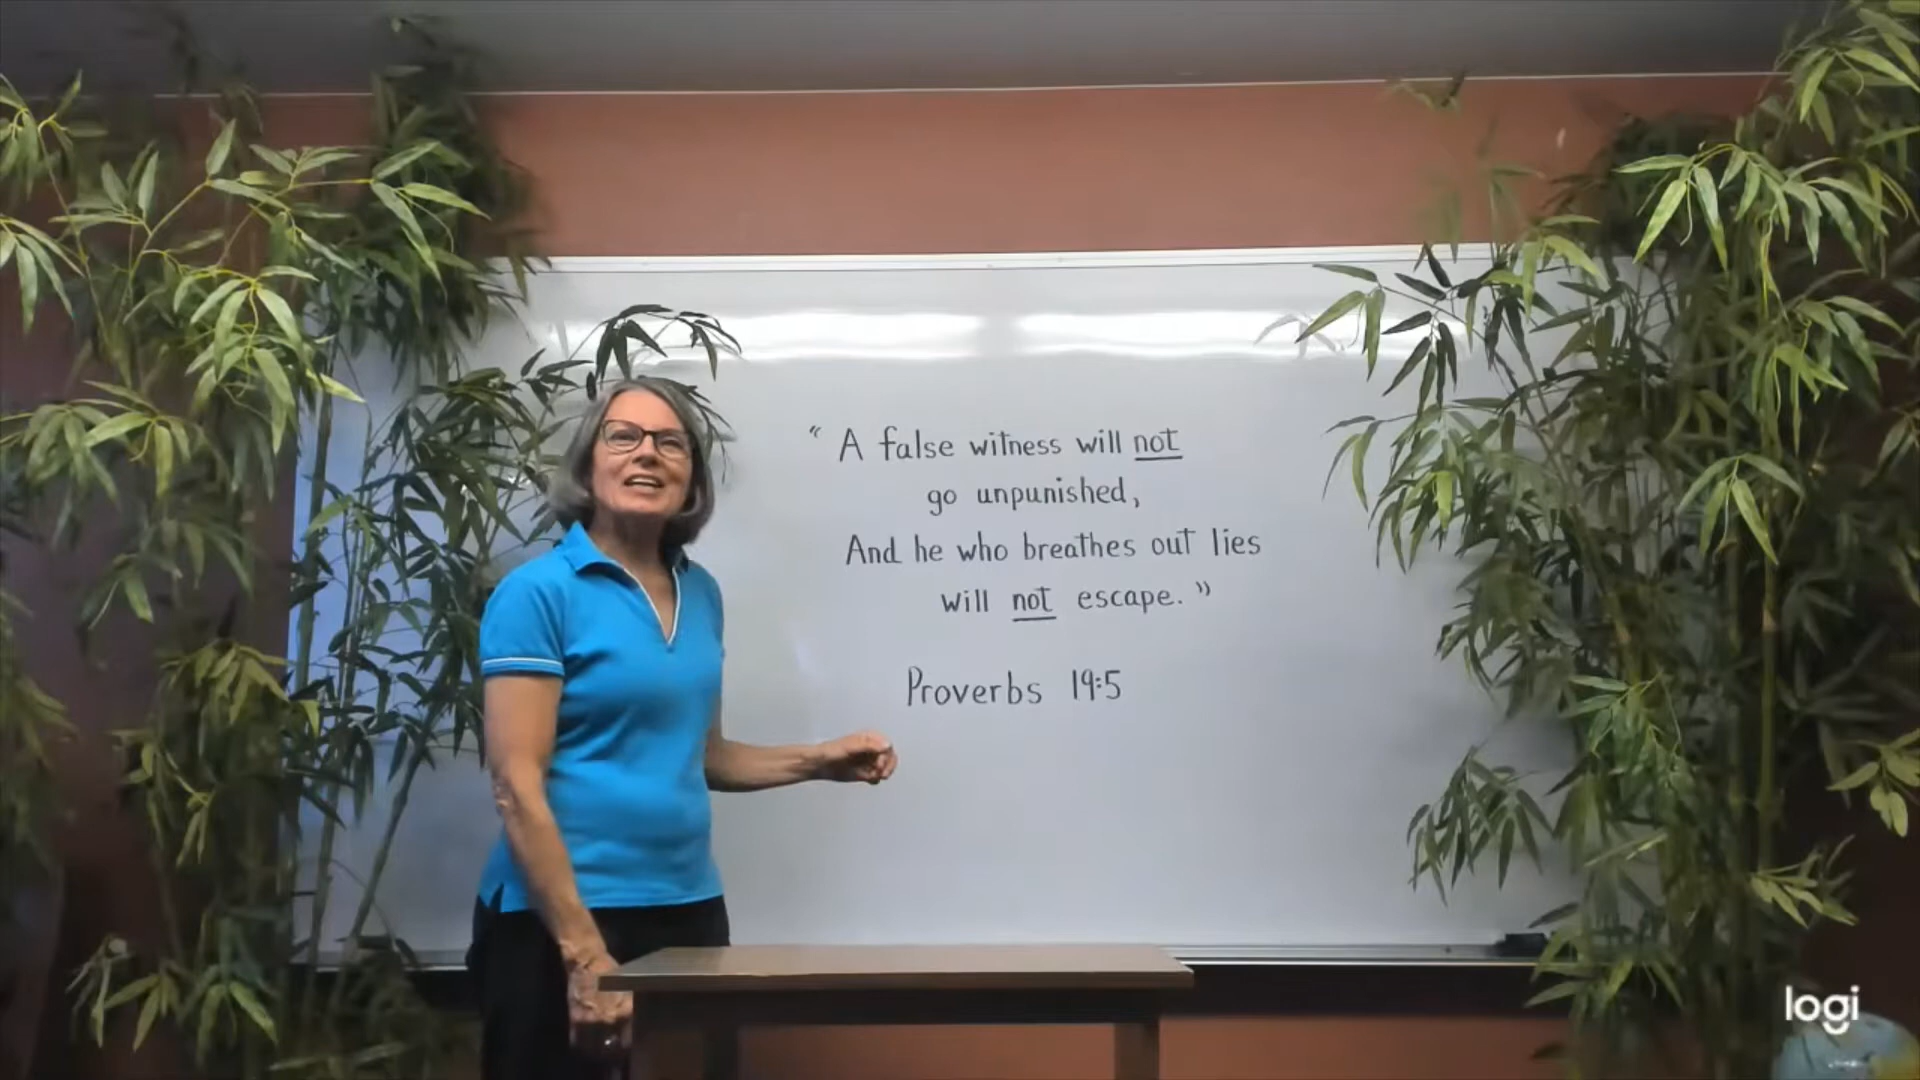 “ A false witness will not
go unpunished,
And he who breathes out lies
will not escape. ”
Proverbs 19:5
logi